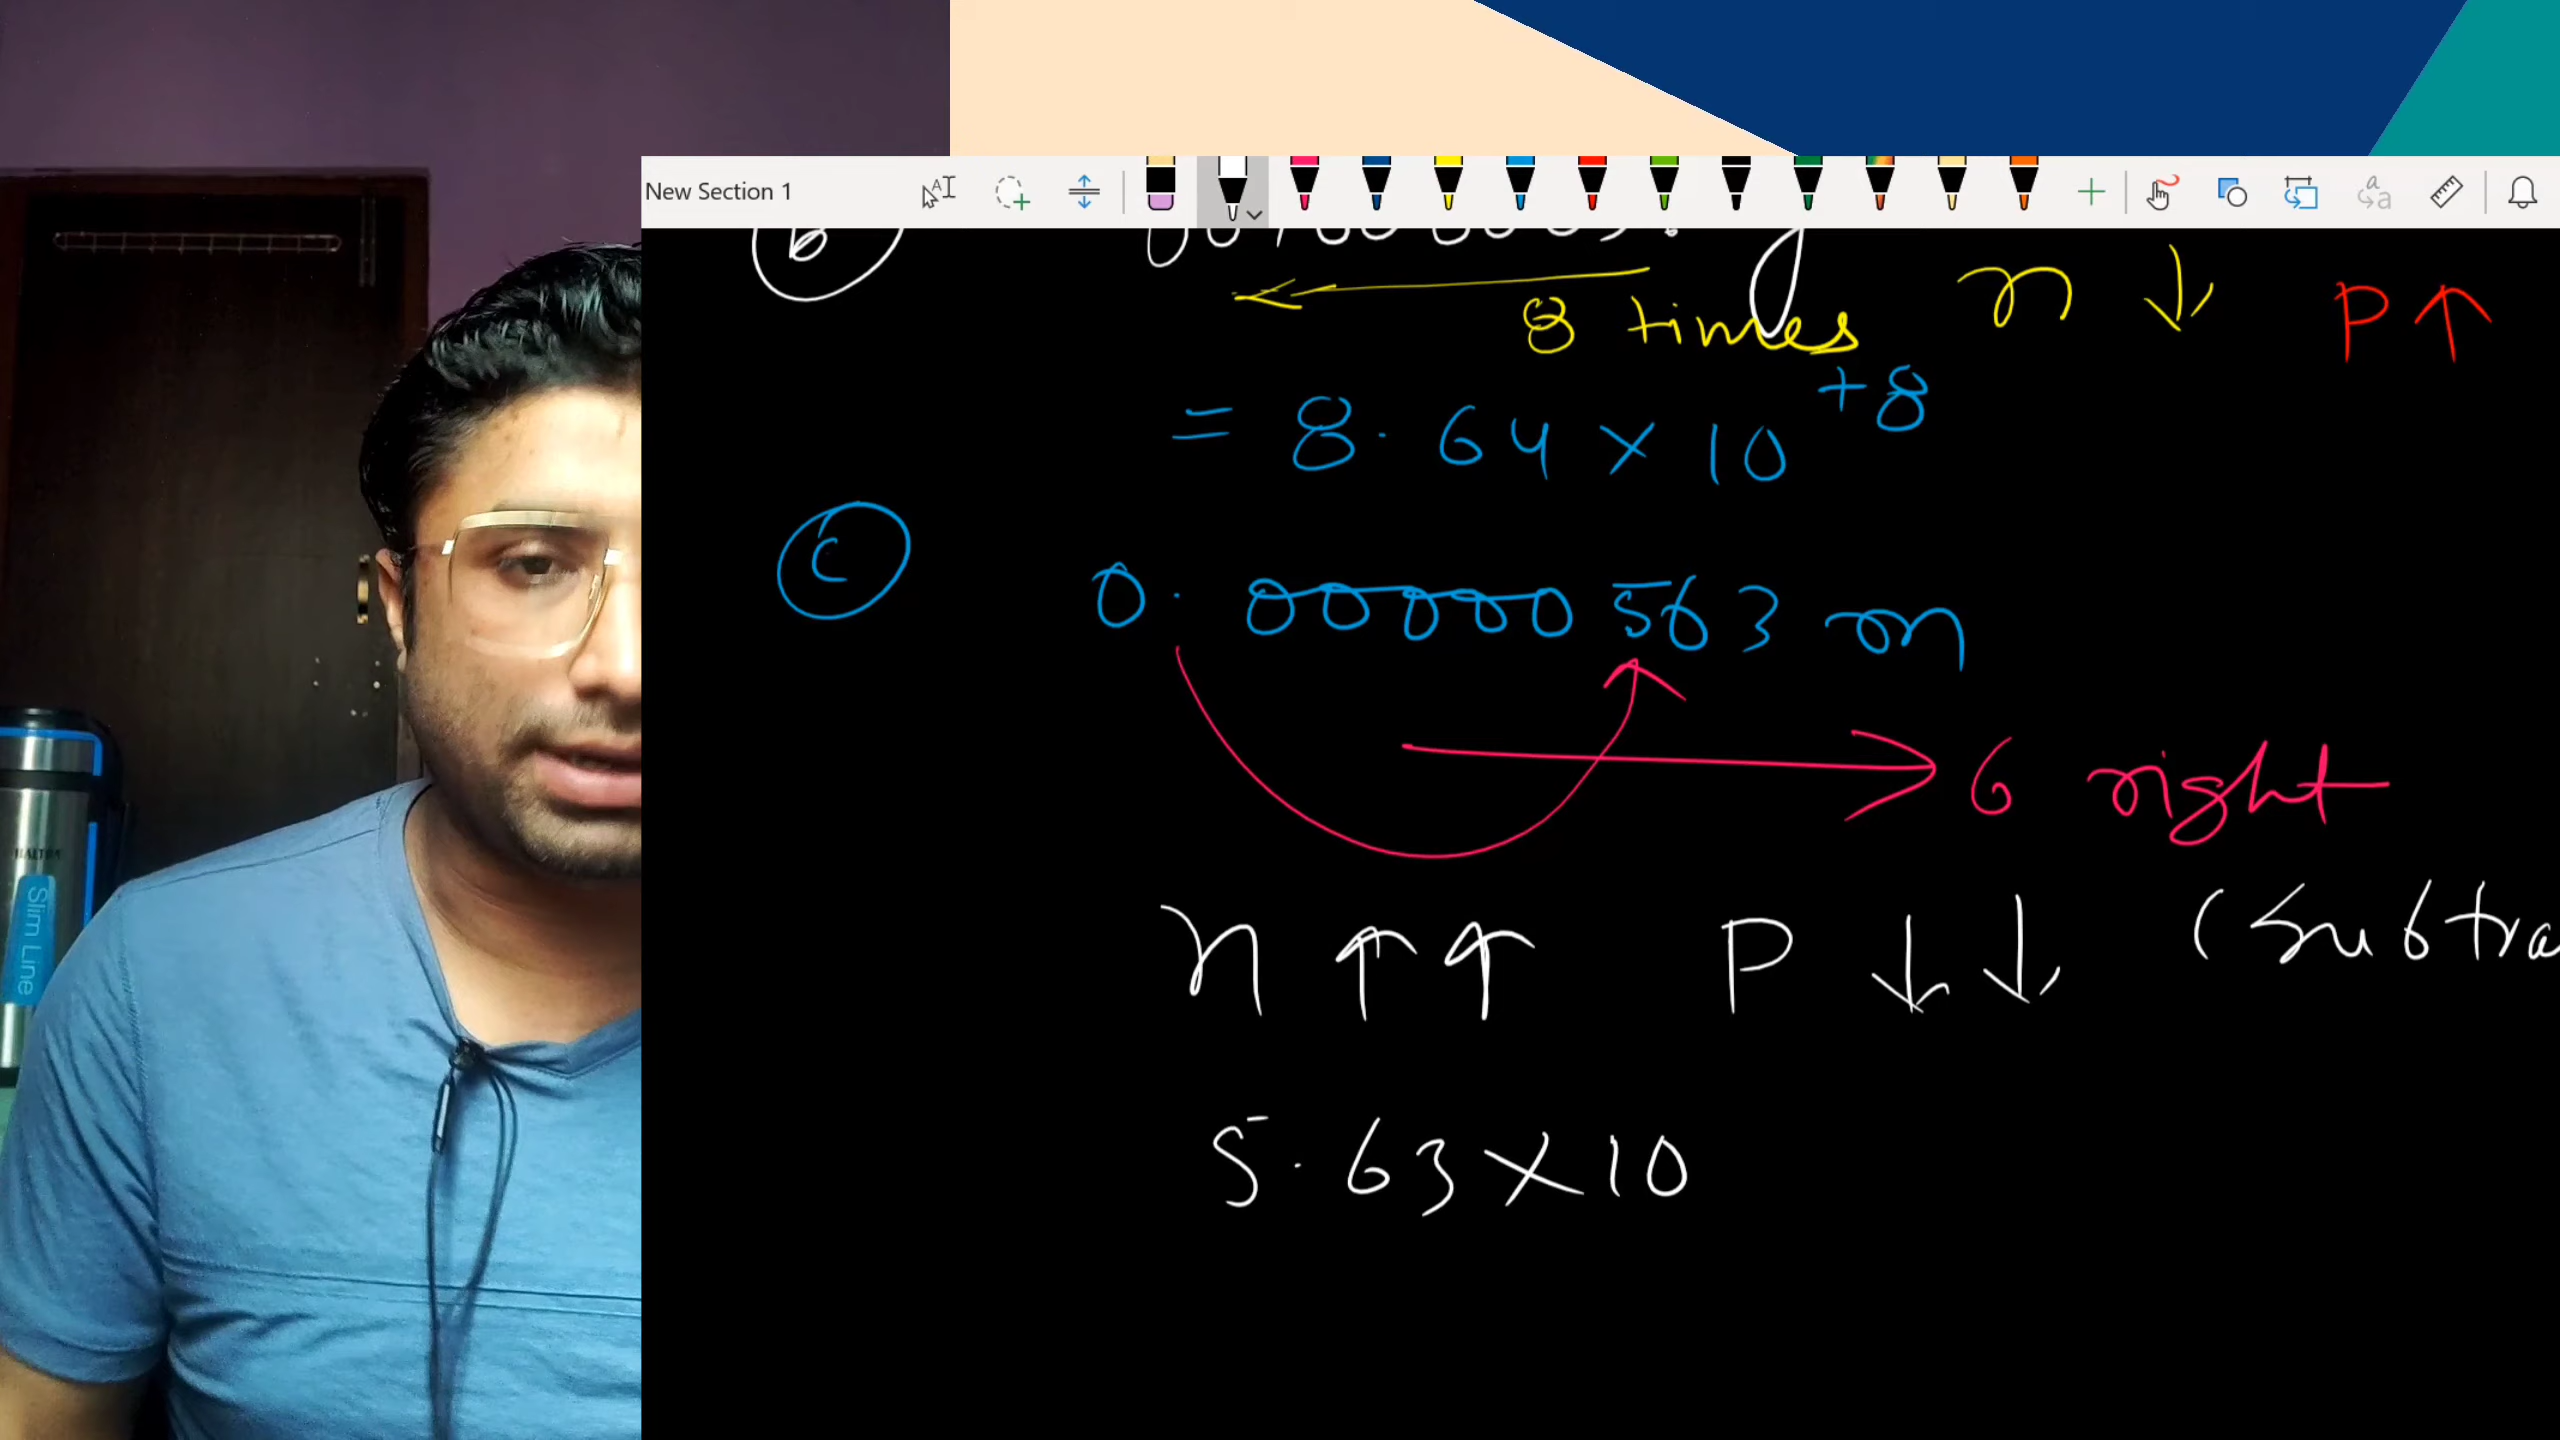 New Section 1
b
8 times n ↓ P ↑
= 8.64 × 10 +8
c
0.00000563 m
6 right
n ↑↑ P ↓↓ (Subtra
5.63 × 10
Slim Line